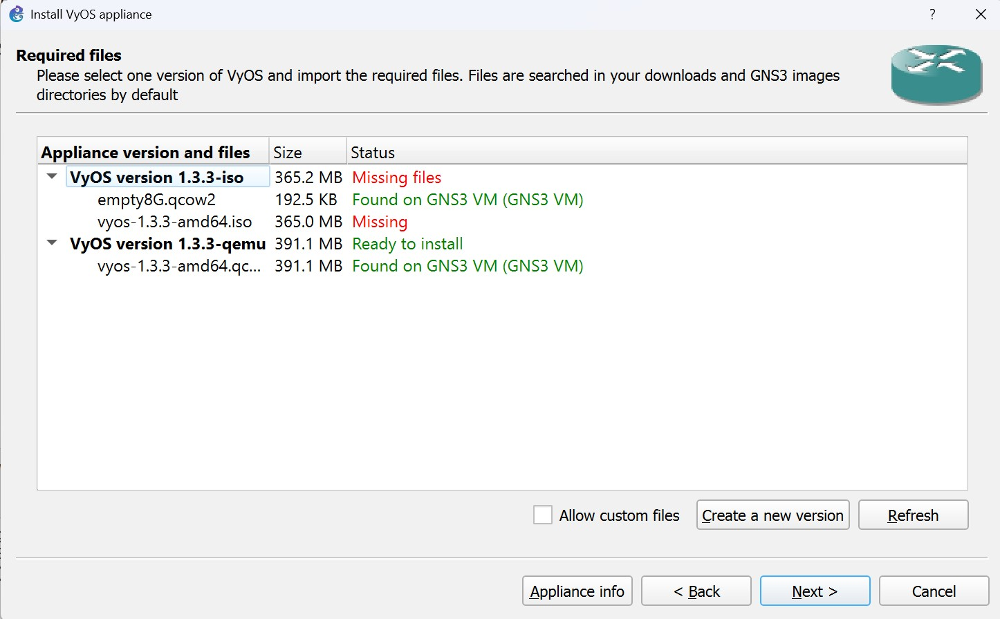 Install VyOS appliance
?
Required files
Please select one version of VyOS and import the required files. Files are searched in your downloads and GNS3 images
directories by default
Appliance version and files Size Status
VyOS version 1.3.3-iso 365.2 MB Missing files
empty8G.qcow2 192.5 KB Found on GNS3 VM (GNS3 VM)
vyos-1.3.3-amd64.iso 365.0 MB Missing
VyOS version 1.3.3-qemu 391.1 MB Ready to install
vyos-1.3.3-amd64.qc... 391.1 MB Found on GNS3 VM (GNS3 VM)
Allow custom files Create a new version Refresh
Appliance info < Back Next > Cancel